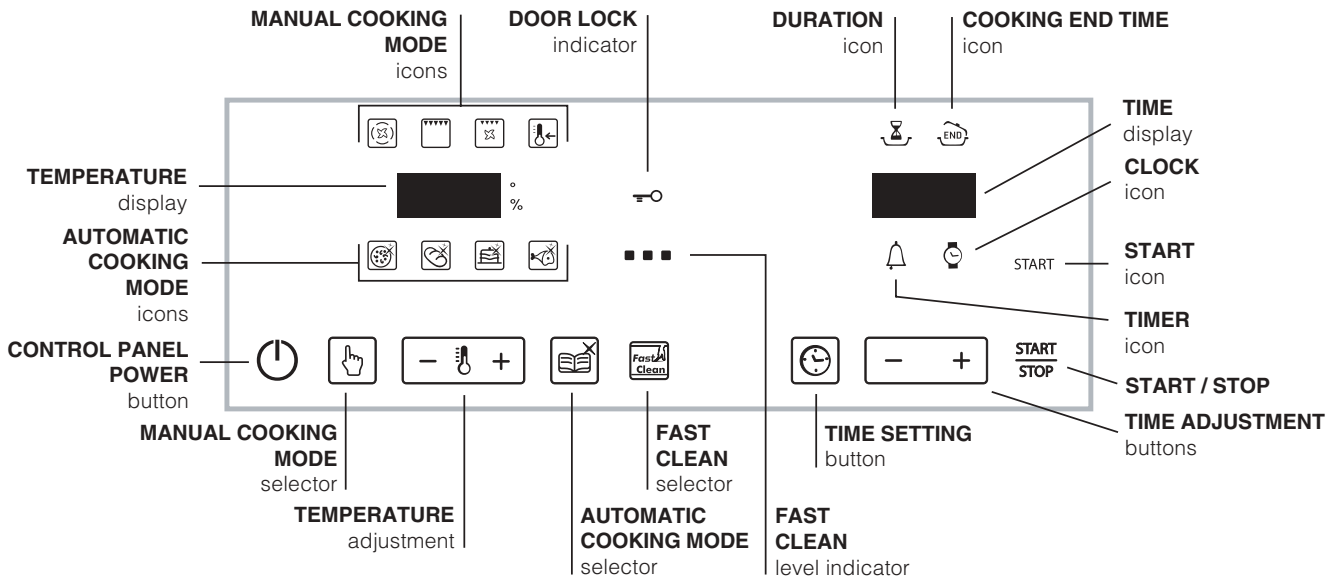 MANUAL COOKING
MODE
icons
DOOR LOCK
indicator
DURATION
icon
COOKING END TIME
icon
TEMPERATURE
display
AUTOMATIC
COOKING
MODE
icons
CONTROL PANEL
POWER
button
°
%
END
START
TIME
display
CLOCK
icon
START
icon
TIMER
icon
START / STOP
TIME ADJUSTMENT
buttons
Fast
Clean
START
STOP
MANUAL COOKING
MODE
selector
TEMPERATURE
adjustment
AUTOMATIC
COOKING MODE
selector
FAST
CLEAN
selector
FAST
CLEAN
level indicator
TIME SETTING
button